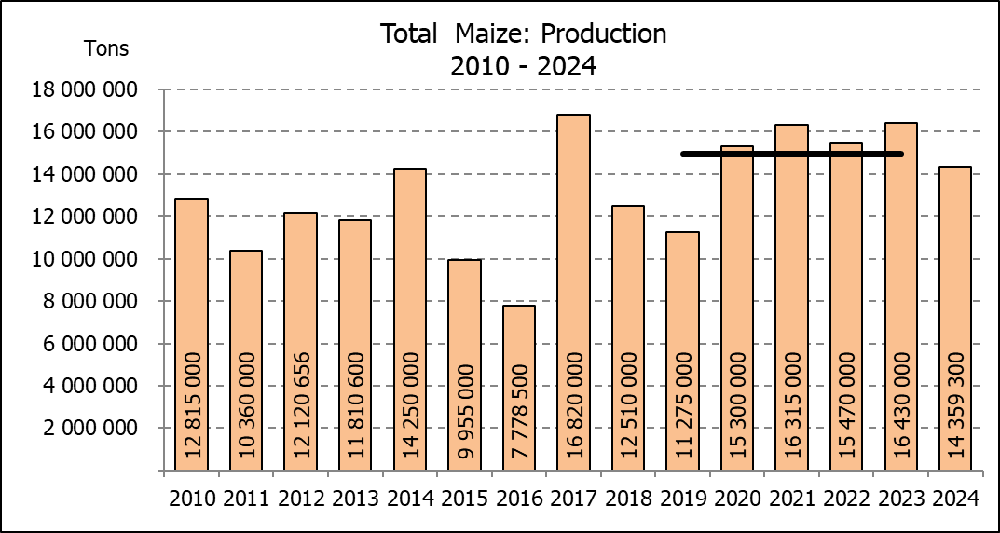 Total  Maize: Production
2010 - 2024
Tons
18 000 000
16 000 000
14 000 000
12 000 000
10 000 000
8 000 000
6 000 000
4 000 000
2 000 000
12 815 000
10 360 000
12 120 656
11 810 600
14 250 000
9 955 000
7 778 500
16 820 000
12 510 000
11 275 000
15 300 000
16 315 000
15 470 000
16 430 000
14 359 300
2010 2011 2012 2013 2014 2015 2016 2017 2018 2019 2020 2021 2022 2023 2024